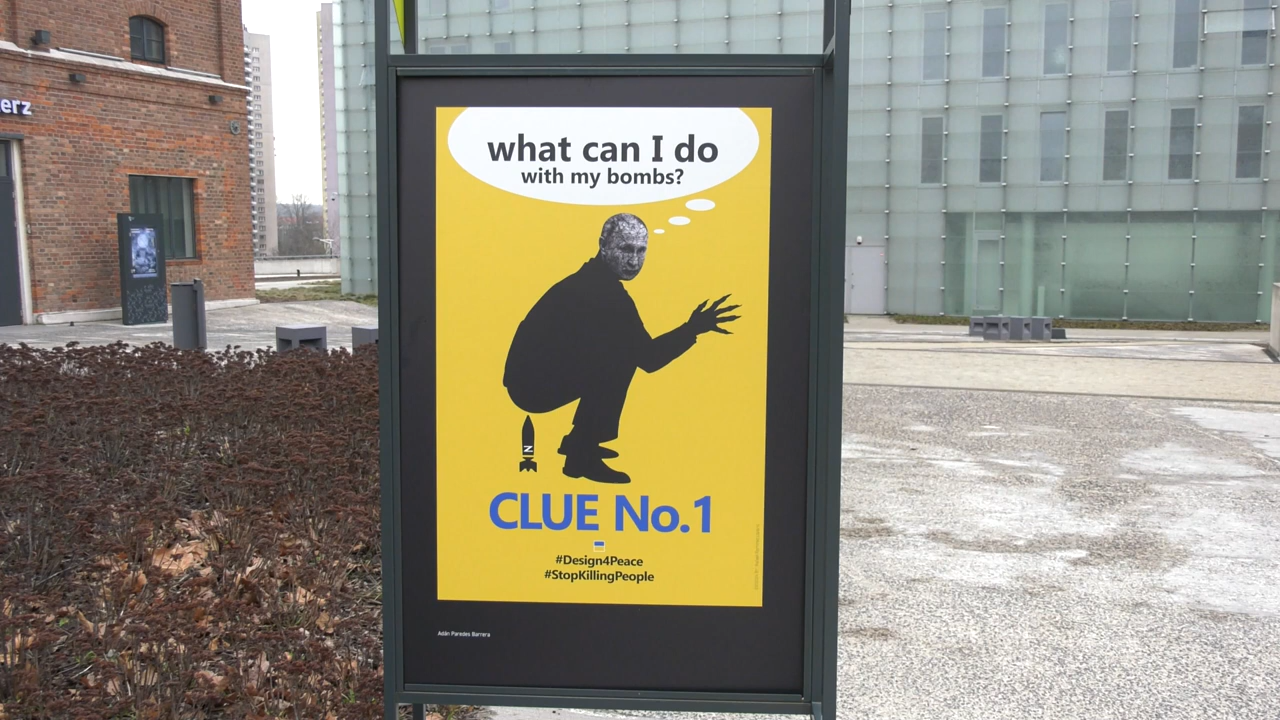 erz
what can I do
with my bombs?
N
CLUE No.1
#Design4Peace
#StopKillingPeople
Adán Paredes Barrera